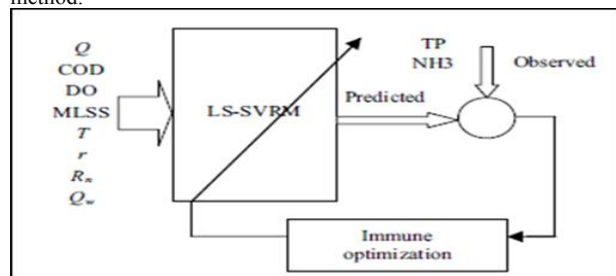 method.
Q
COD
DO
MLSS
T
r
Rn
Qw
LS-SVRM
Predicted
TP
NH3
Observed
Immune
optimization